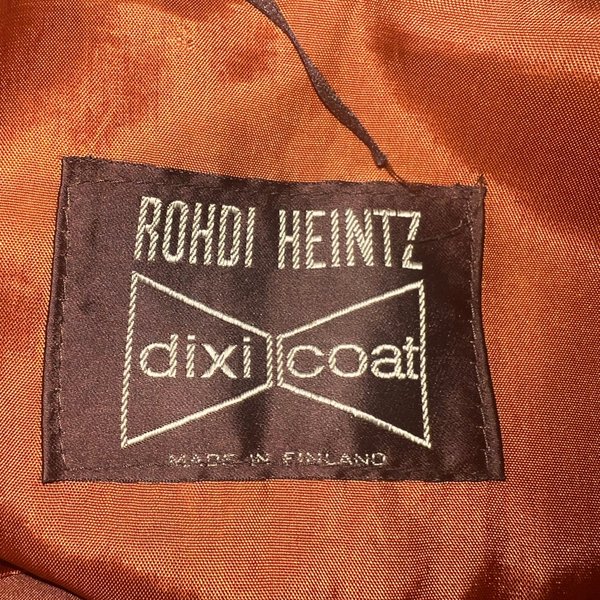 ROHDI HEINTZ
dixi coat
MADE IN FINLAND